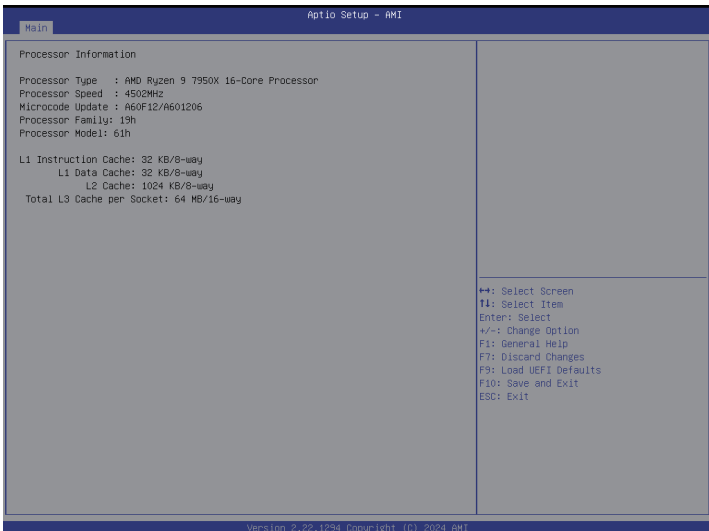 Aptio Setup – AMI
Main
Processor Information
Processor Type : AMD Ryzen 9 7950X 16-Core Processor
Processor Speed : 4502MHz
Microcode Update : A60F12/A601206
Processor Family: 19h
Processor Model: 61h
L1 Instruction Cache: 32 KB/8-way
L1 Data Cache: 32 KB/8-way
L2 Cache: 1024 KB/8-way
Total L3 Cache per Socket: 64 MB/16-way
↔: Select Screen
↑↓: Select Item
Enter: Select
+/-: Change Option
F1: General Help
F7: Discard Changes
F9: Load UEFI Defaults
F10: Save and Exit
ESC: Exit
Version 2.22.1294 Copyright (C) 2024 AMI